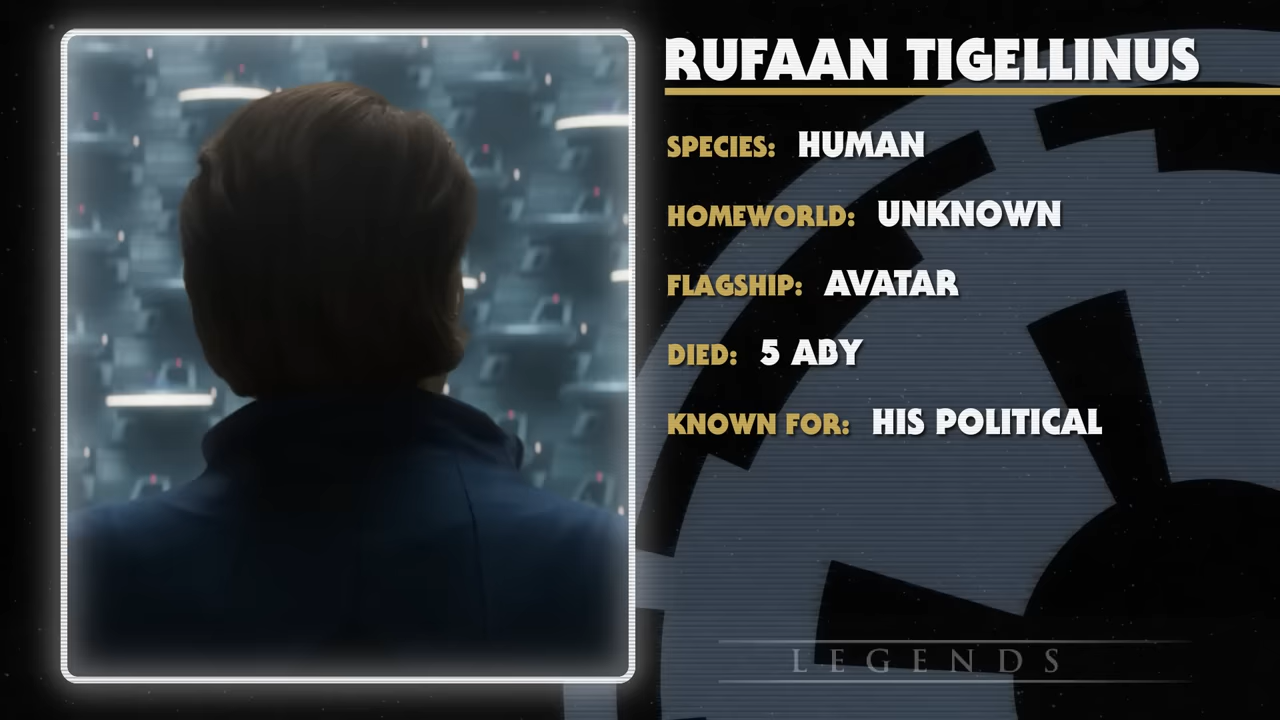 RUFAAN TIGELLINUS
SPECIES: HUMAN
HOMEWORLD: UNKNOWN
FLAGSHIP: AVATAR
DIED: 5 ABY
KNOWN FOR: HIS POLITICAL
LEGENDS